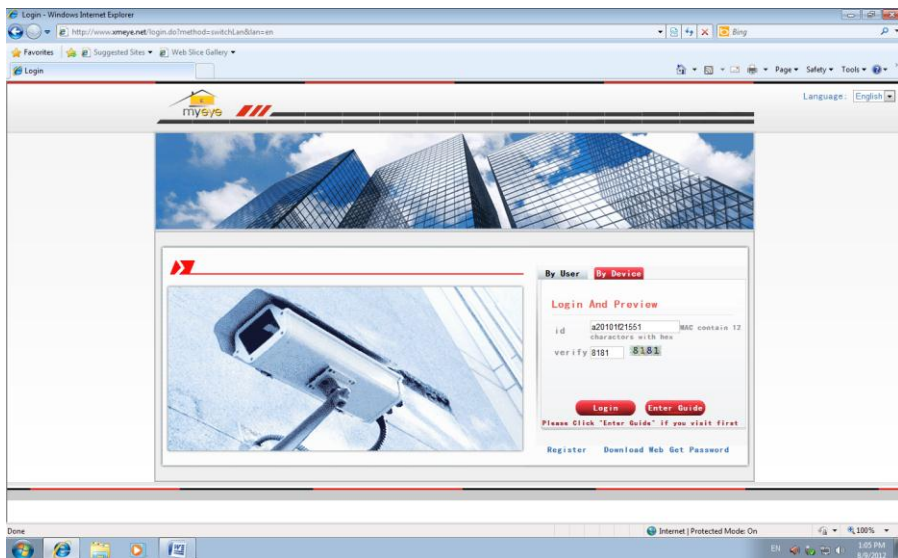 Login - Windows Internet Explorer
http://www.xmeye.net/login.do?method=switchLan&lan=en
Bing
Favorites
Suggested Sites
Web Slice Gallery
Login
Page
Safety
Tools
myeye
Language: English
By User
By Device
Login And Preview
id a20101f21551 MAC contain 12
charactors with hex
verify 8181 8181
Login
Enter Guide
Please Click "Enter Guide" if you visit first
Register
Download Web
Get Password
Done
Internet | Protected Mode: On
100%
EN
1:05 PM
8/9/2012